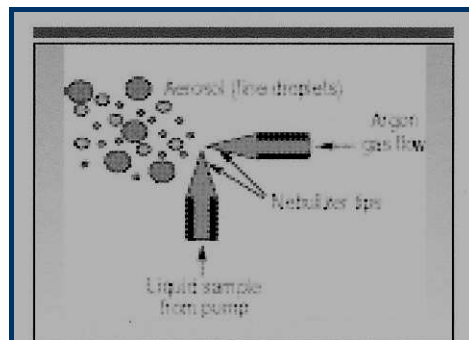 Aerosol (fine droplets)
Argon
gas flow
Nebulizer tips
Liquid sample
from pump